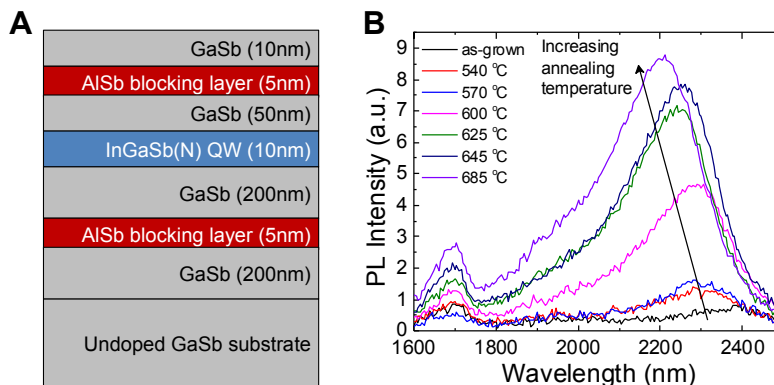 A
GaSb (10nm)
AlSb blocking layer (5nm)
GaSb (50nm)
InGaSb(N) QW (10nm)
GaSb (200nm)
AlSb blocking layer (5nm)
GaSb (200nm)
Undoped GaSb substrate
B
PL Intensity (a.u.)
9
8
7
6
5
4
3
2
1
0
as-grown
540 °C
570 °C
600 °C
625 °C
645 °C
685 °C
Increasing
annealing
temperature
1600 1800 2000 2200 2400
Wavelength (nm)